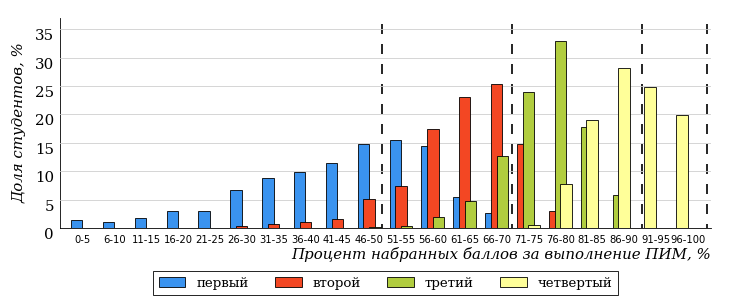 Доля студентов, %
35
30
25
20
15
10
5
0
0-5 6-10 11-15 16-20 21-25 26-30 31-35 36-40 41-45 46-50 51-55 56-60 61-65 66-70 71-75 76-80 81-85 86-90 91-95 96-100
Процент набранных баллов за выполнение ПИМ, %
первый второй третий четвертый